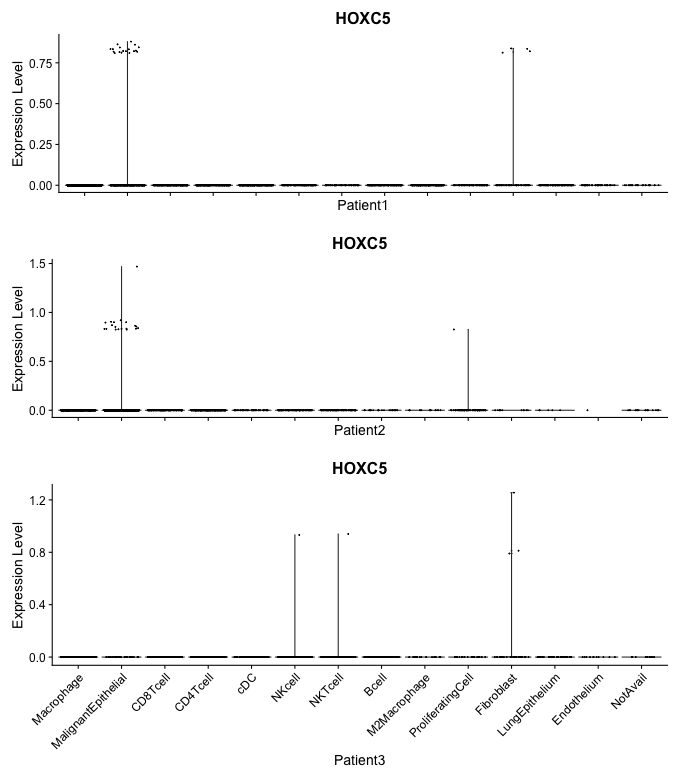 HOXC5
Expression Level
0.75
0.50
0.25
0.00
Patient1
HOXC5
Expression Level
1.5
1.0
0.5
0.0
Patient2
HOXC5
Expression Level
1.2
0.8
0.4
0.0
Macrophage
MalignantEpithelial
CD8Tcell
CD4Tcell
cDC
NKcell
NKTcell
Bcell
M2Macrophage
ProliferatingCell
Fibroblast
LungEpithelium
Endothelium
NotAvail
Patient3